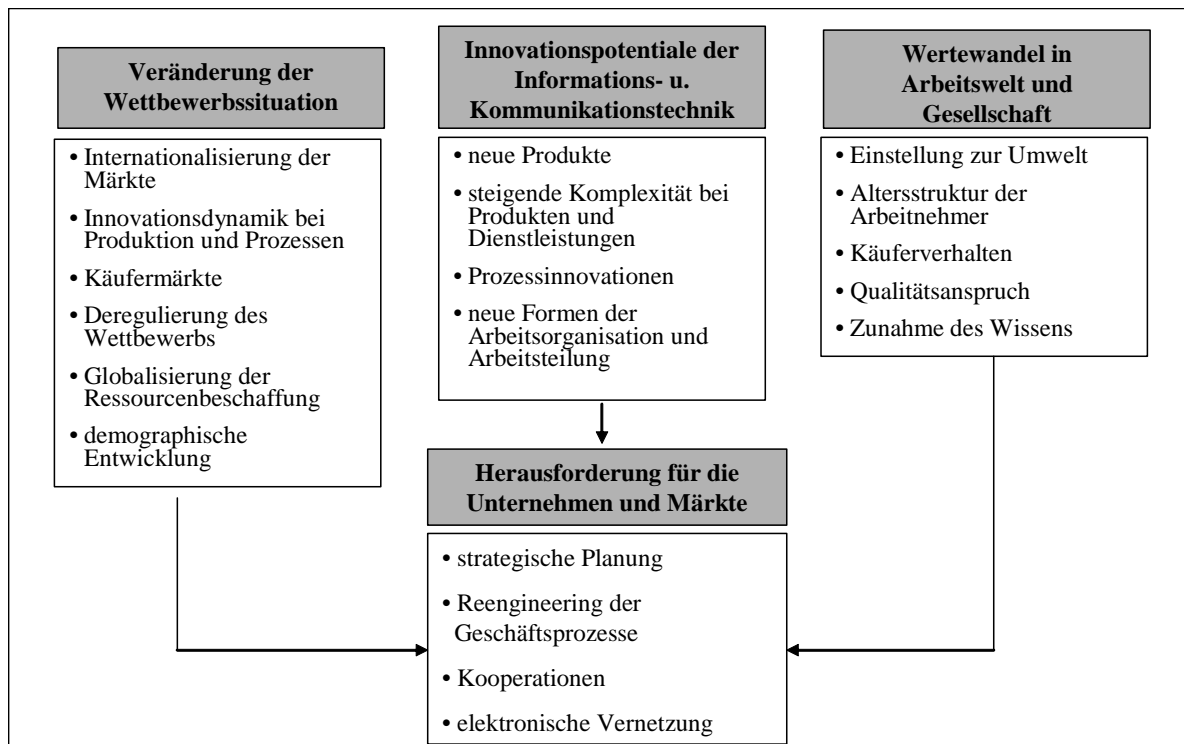 Veränderung der
Wettbewerbssituation
• Internationalisierung der
Märkte
• Innovationsdynamik bei
Produktion und Prozessen
• Käufermärkte
• Deregulierung des
Wettbewerbs
• Globalisierung der
Ressourcenbeschaffung
• demographische
Entwicklung
Innovationspotentiale der
Informations- u.
Kommunikationstechnik
• neue Produkte
• steigende Komplexität bei
Produkten und
Dienstleistungen
• Prozessinnovationen
• neue Formen der
Arbeitsorganisation und
Arbeitsteilung
Wertewandel in
Arbeitswelt und
Gesellschaft
• Einstellung zur Umwelt
• Altersstruktur der
Arbeitnehmer
• Käuferverhalten
• Qualitätsanspruch
• Zunahme des Wissens
Herausforderung für die
Unternehmen und Märkte
• strategische Planung
• Reengineering der
Geschäftsprozesse
• Kooperationen
• elektronische Vernetzung